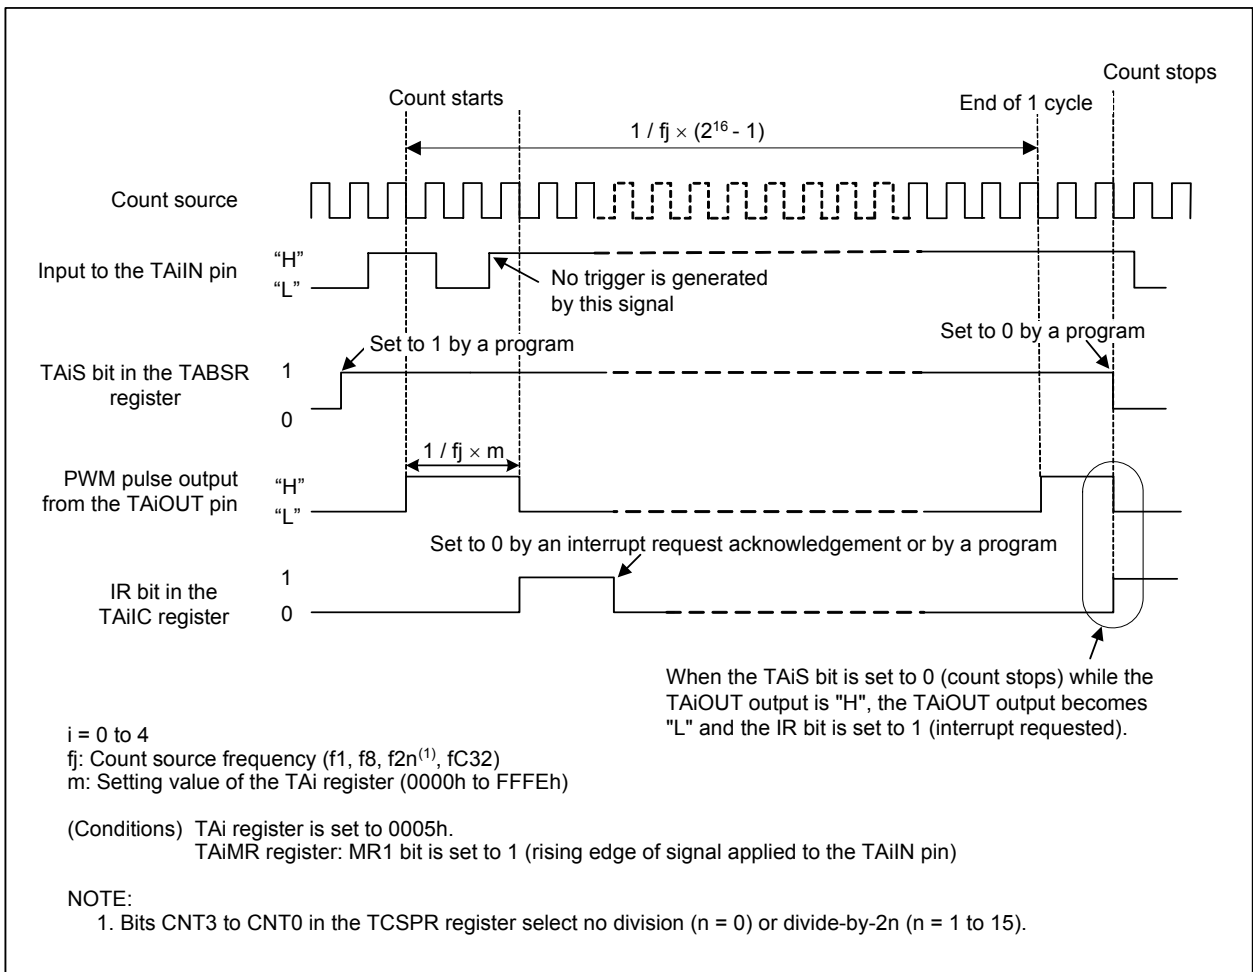 Count stops
Count starts
End of 1 cycle
1 / fj × (2¹⁶ - 1)
Count source
Input to the TAiIN pin
“H”
“L”
No trigger is generated
by this signal
Set to 1 by a program
Set to 0 by a program
TAiS bit in the TABSR
register
1
0
1 / fj × m
PWM pulse output
from the TAiOUT pin
“H”
“L”
Set to 0 by an interrupt request acknowledgement or by a program
IR bit in the
TAiIC register
1
0
When the TAiS bit is set to 0 (count stops) while the
TAiOUT output is "H", the TAiOUT output becomes
"L" and the IR bit is set to 1 (interrupt requested).
i = 0 to 4
fj: Count source frequency (f1, f8, f2n⁽¹⁾, fC32)
m: Setting value of the TAi register (0000h to FFFEh)
(Conditions) TAi register is set to 0005h.
TAiMR register: MR1 bit is set to 1 (rising edge of signal applied to the TAiIN pin)
NOTE:
1. Bits CNT3 to CNT0 in the TCSPR register select no division (n = 0) or divide-by-2n (n = 1 to 15).